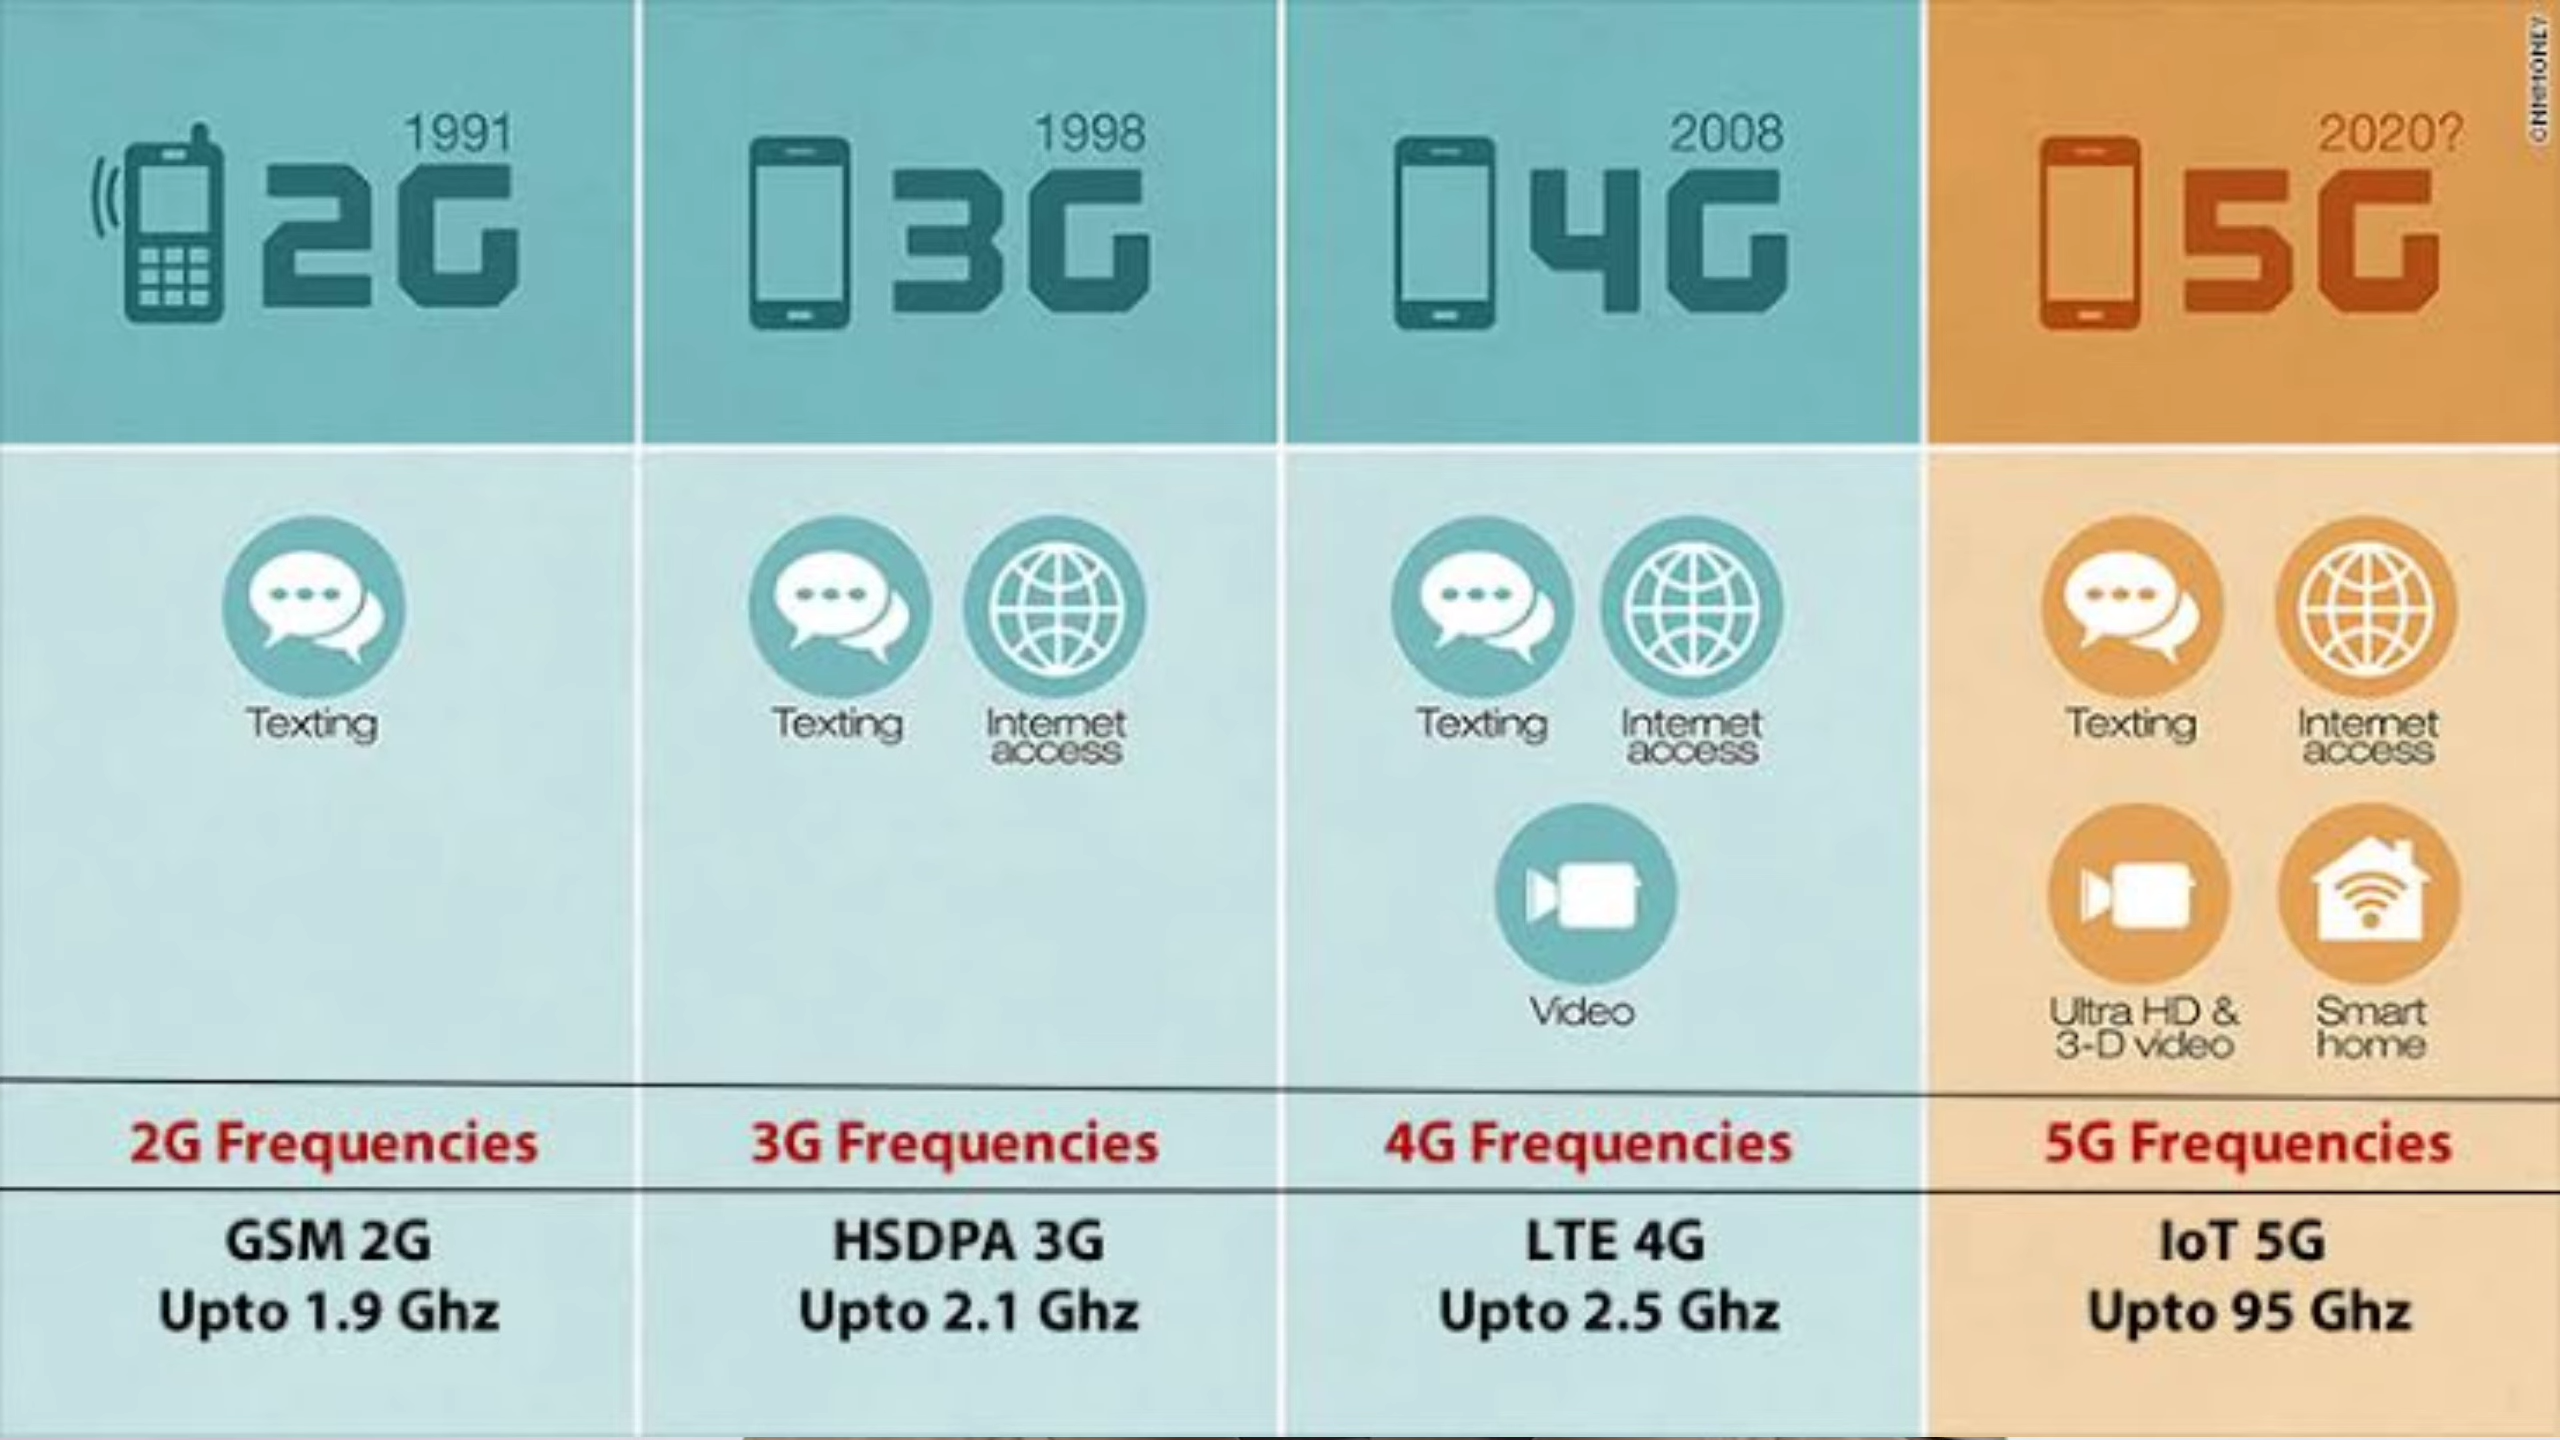 1991
2G
1998
3G
2008
4G
2020?
5G
CNNMONEY
Texting
Texting
Internet
access
Texting
Internet
access
Video
Texting
Internet
access
Ultra HD &
3-D video
Smart
home
2G Frequencies
3G Frequencies
4G Frequencies
5G Frequencies
GSM 2G
Upto 1.9 Ghz
HSDPA 3G
Upto 2.1 Ghz
LTE 4G
Upto 2.5 Ghz
IoT 5G
Upto 95 Ghz